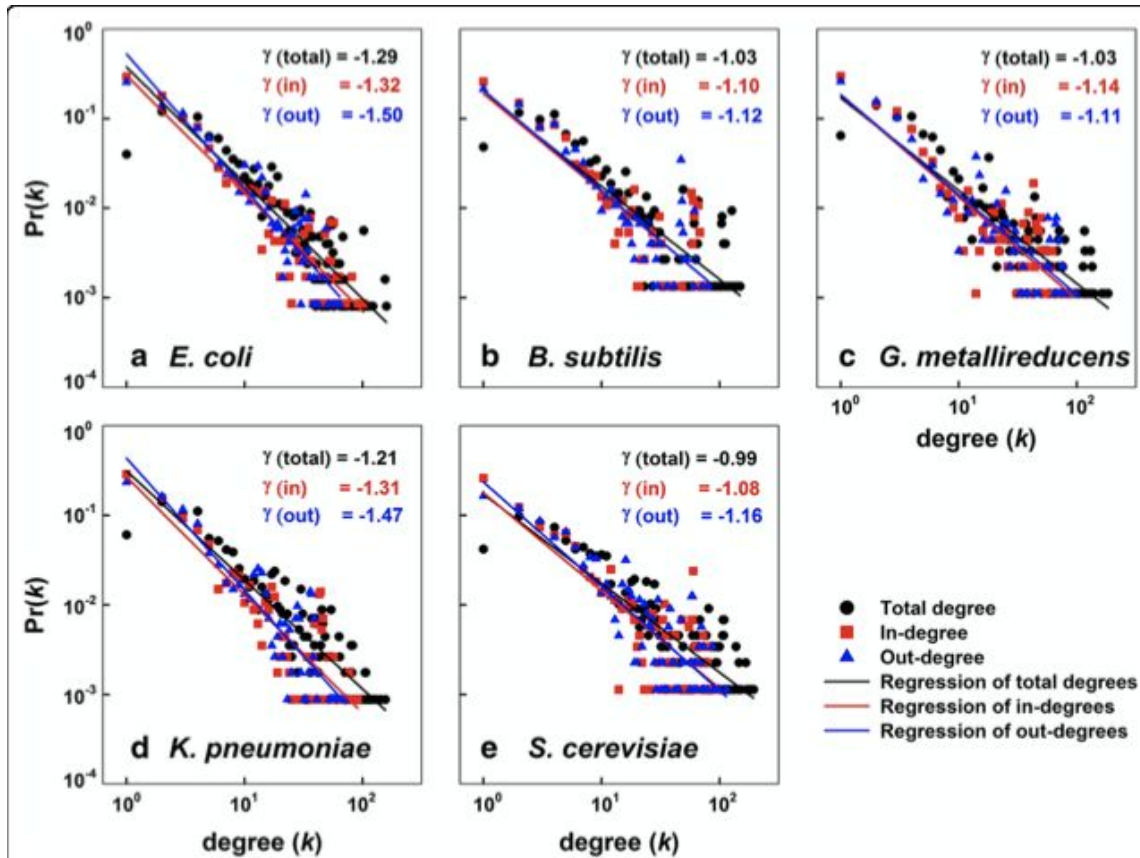 10⁰
10⁻¹
10⁻²
10⁻³
10⁻⁴
Pr(k)
γ (total) = -1.29
γ (in) = -1.32
γ (out) = -1.50
a E. coli
γ (total) = -1.03
γ (in) = -1.10
γ (out) = -1.12
b B. subtilis
γ (total) = -1.03
γ (in) = -1.14
γ (out) = -1.11
c G. metallireducens
10⁰ 10¹ 10²
degree (k)
10⁰
10⁻¹
10⁻²
10⁻³
10⁻⁴
Pr(k)
γ (total) = -1.21
γ (in) = -1.31
γ (out) = -1.47
d K. pneumoniae
10⁰ 10¹ 10²
degree (k)
γ (total) = -0.99
γ (in) = -1.08
γ (out) = -1.16
e S. cerevisiae
10⁰ 10¹ 10²
degree (k)
Total degree
In-degree
Out-degree
Regression of total degrees
Regression of in-degrees
Regression of out-degrees